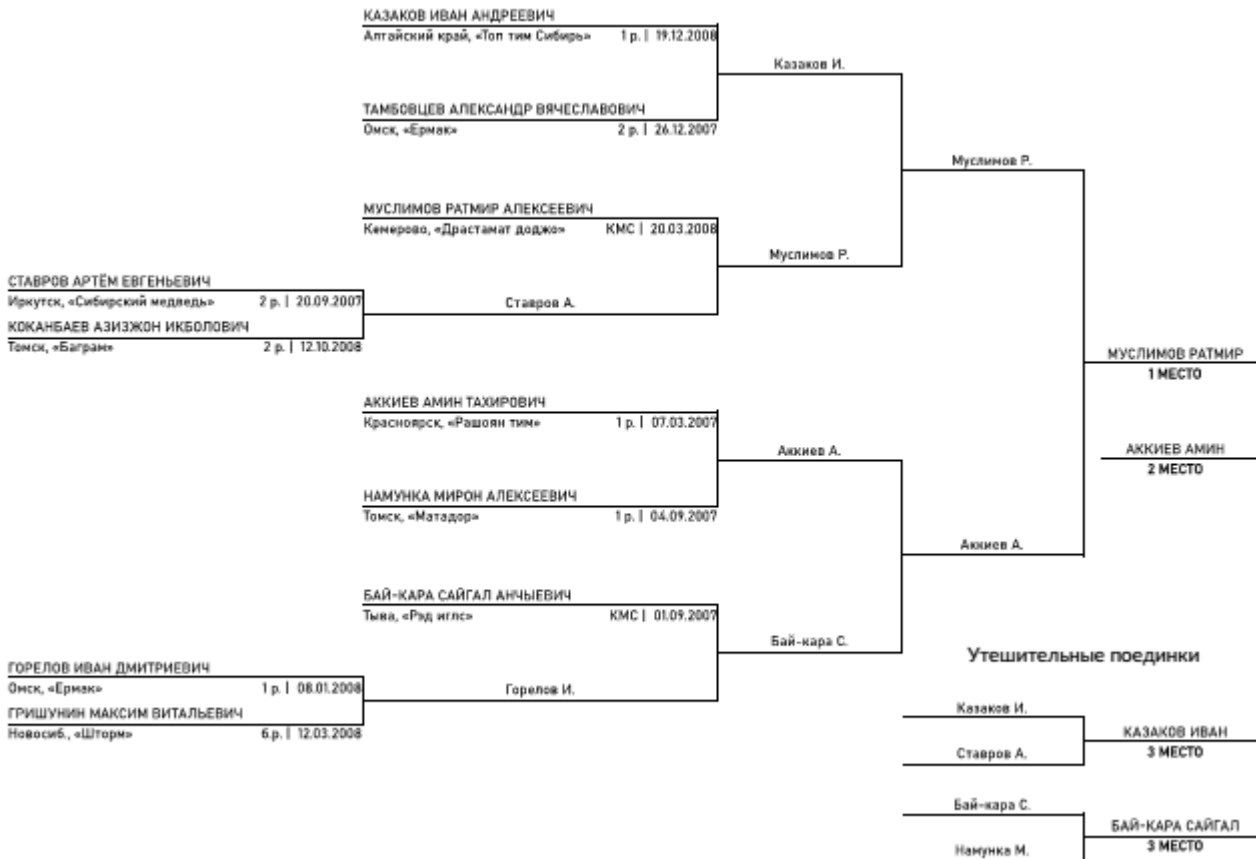 КАЗАКОВ ИВАН АНДРЕЕВИЧ
Алтайский край, «Топ тим Сибирь» 1 р. | 19.12.2008
Казаков И.
ТАМБОВЦЕВ АЛЕКСАНДР ВЯЧЕСЛАВОВИЧ
Омск, «Ермак» 2 р. | 26.12.2007
Муслимов Р.
МУСЛИМОВ РАТМИР АЛЕКСЕЕВИЧ
Кемерово, «Драстамат доджо» КМС | 20.03.2008
Муслимов Р.
СТАВРОВ АРТЁМ ЕВГЕНЬЕВИЧ
Иркутск, «Сибирский медведь» 2 р. | 20.09.2007
Ставров А.
КОКАНБАЕВ АЗИЗЖОН ИКБОЛОВИЧ
Томск, «Баграм» 2 р. | 12.10.2008
МУСЛИМОВ РАТМИР
1 МЕСТО
АККИЕВ АМИН ТАХИРОВИЧ
Красноярск, «Рашоян тим» 1 р. | 07.03.2007
Аккиев А.
АККИЕВ АМИН
2 МЕСТО
НАМУНКА МИРОН АЛЕКСЕЕВИЧ
Томск, «Матадор» 1 р. | 04.09.2007
Аккиев А.
БАЙ-КАРА САЙГАЛ АНЧЫЕВИЧ
Тыва, «Рэд иглс» КМС | 01.09.2007
Бай-кара С.
Утешительные поединки
ГОРЕЛОВ ИВАН ДМИТРИЕВИЧ
Омск, «Ермак» 1 р. | 08.01.2008
Горелов И.
ГРИШУНИН МАКСИМ ВИТАЛЬЕВИЧ
Новосиб., «Шторм» б.р. | 12.03.2008
Казаков И.
КАЗАКОВ ИВАН
3 МЕСТО
Ставров А.
Бай-кара С.
БАЙ-КАРА САЙГАЛ
3 МЕСТО
Намунка М.